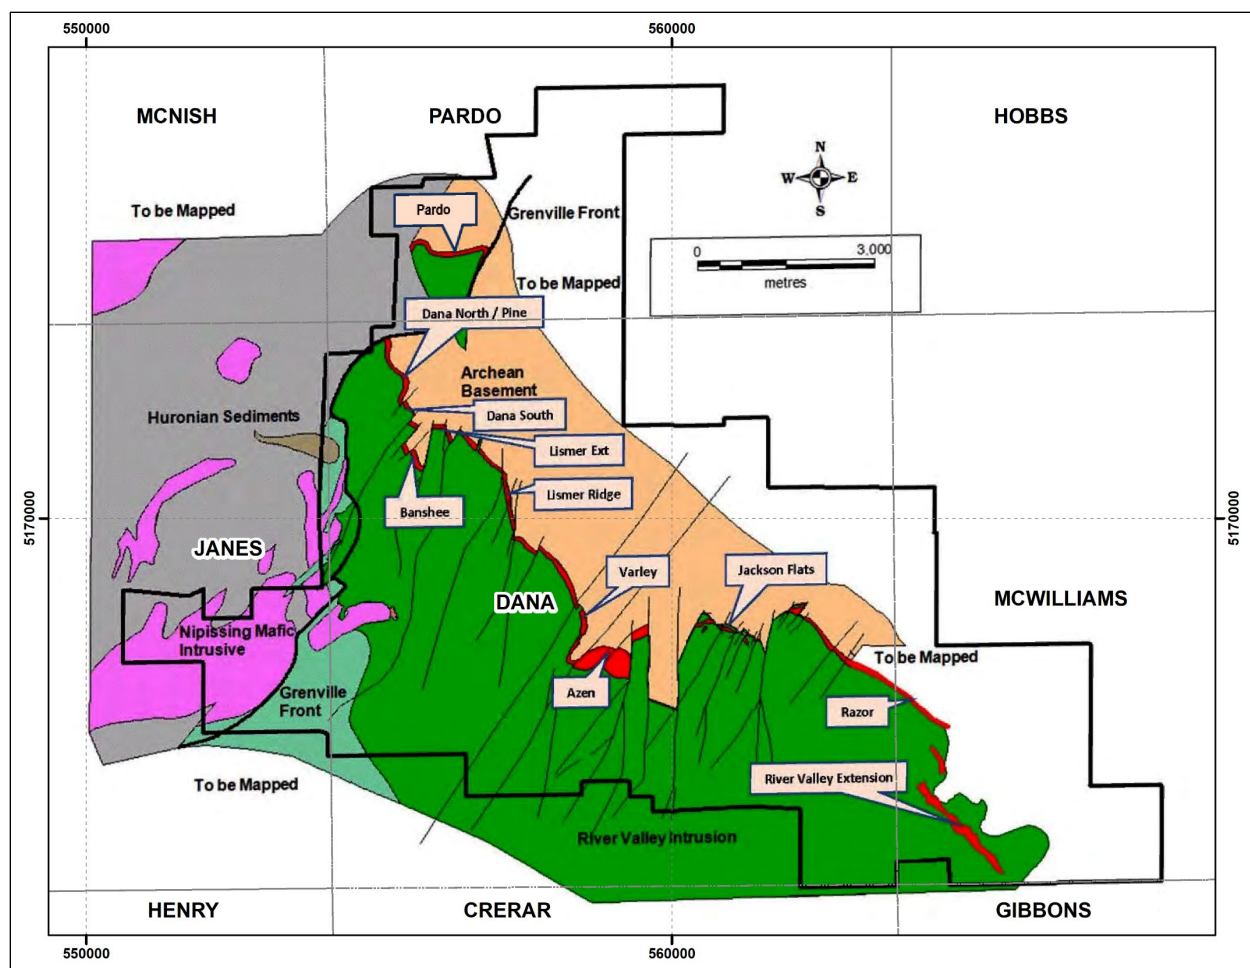 550000
560000
MCNISH
PARDO
HOBBS
N
W
E
S
To be Mapped
Pardo
Grenville Front
To be Mapped
0
3,000
metres
Dana North / Pine
Archean
Basement
Huronian Sediments
Dana South
Lismer Ext
Lismer Ridge
Banshee
5170000
5170000
JANES
Varley
Jackson Flats
DANA
MCWILLIAMS
Nipissing Mafic
Intrusive
To be Mapped
Grenville
Front
Azen
Razor
To be Mapped
River Valley Extension
River Valley Intrusion
HENRY
CRERAR
GIBBONS
550000
560000